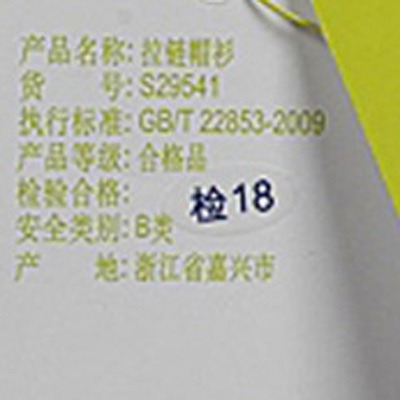 产品名称: 拉链帽衫
货 号: S29541
执行标准: GB/T 22853-2009
产品等级: 合格品
检验合格: 检18
安全类别: B类
产 地: 浙江省嘉兴市